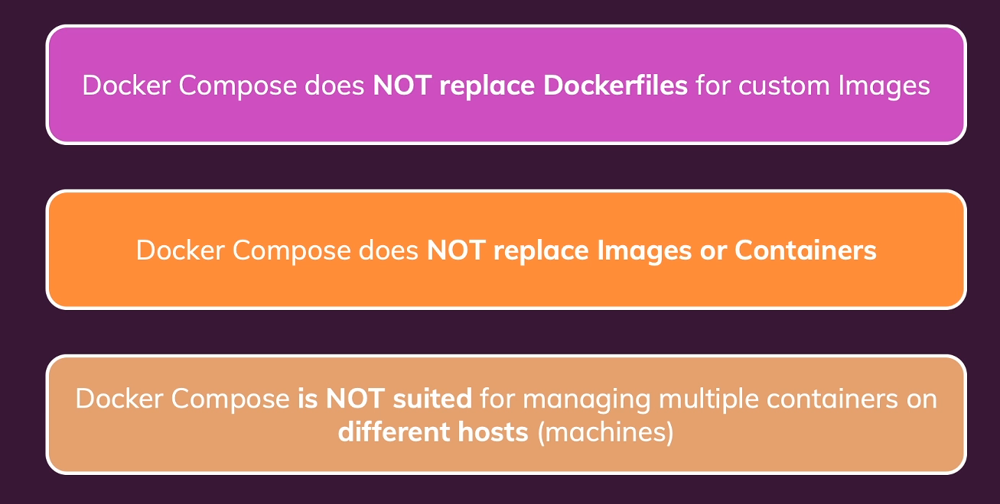 Docker Compose does NOT replace Dockerfiles for custom Images
Docker Compose does NOT replace Images or Containers
Docker Compose is NOT suited for managing multiple containers on
different hosts (machines)